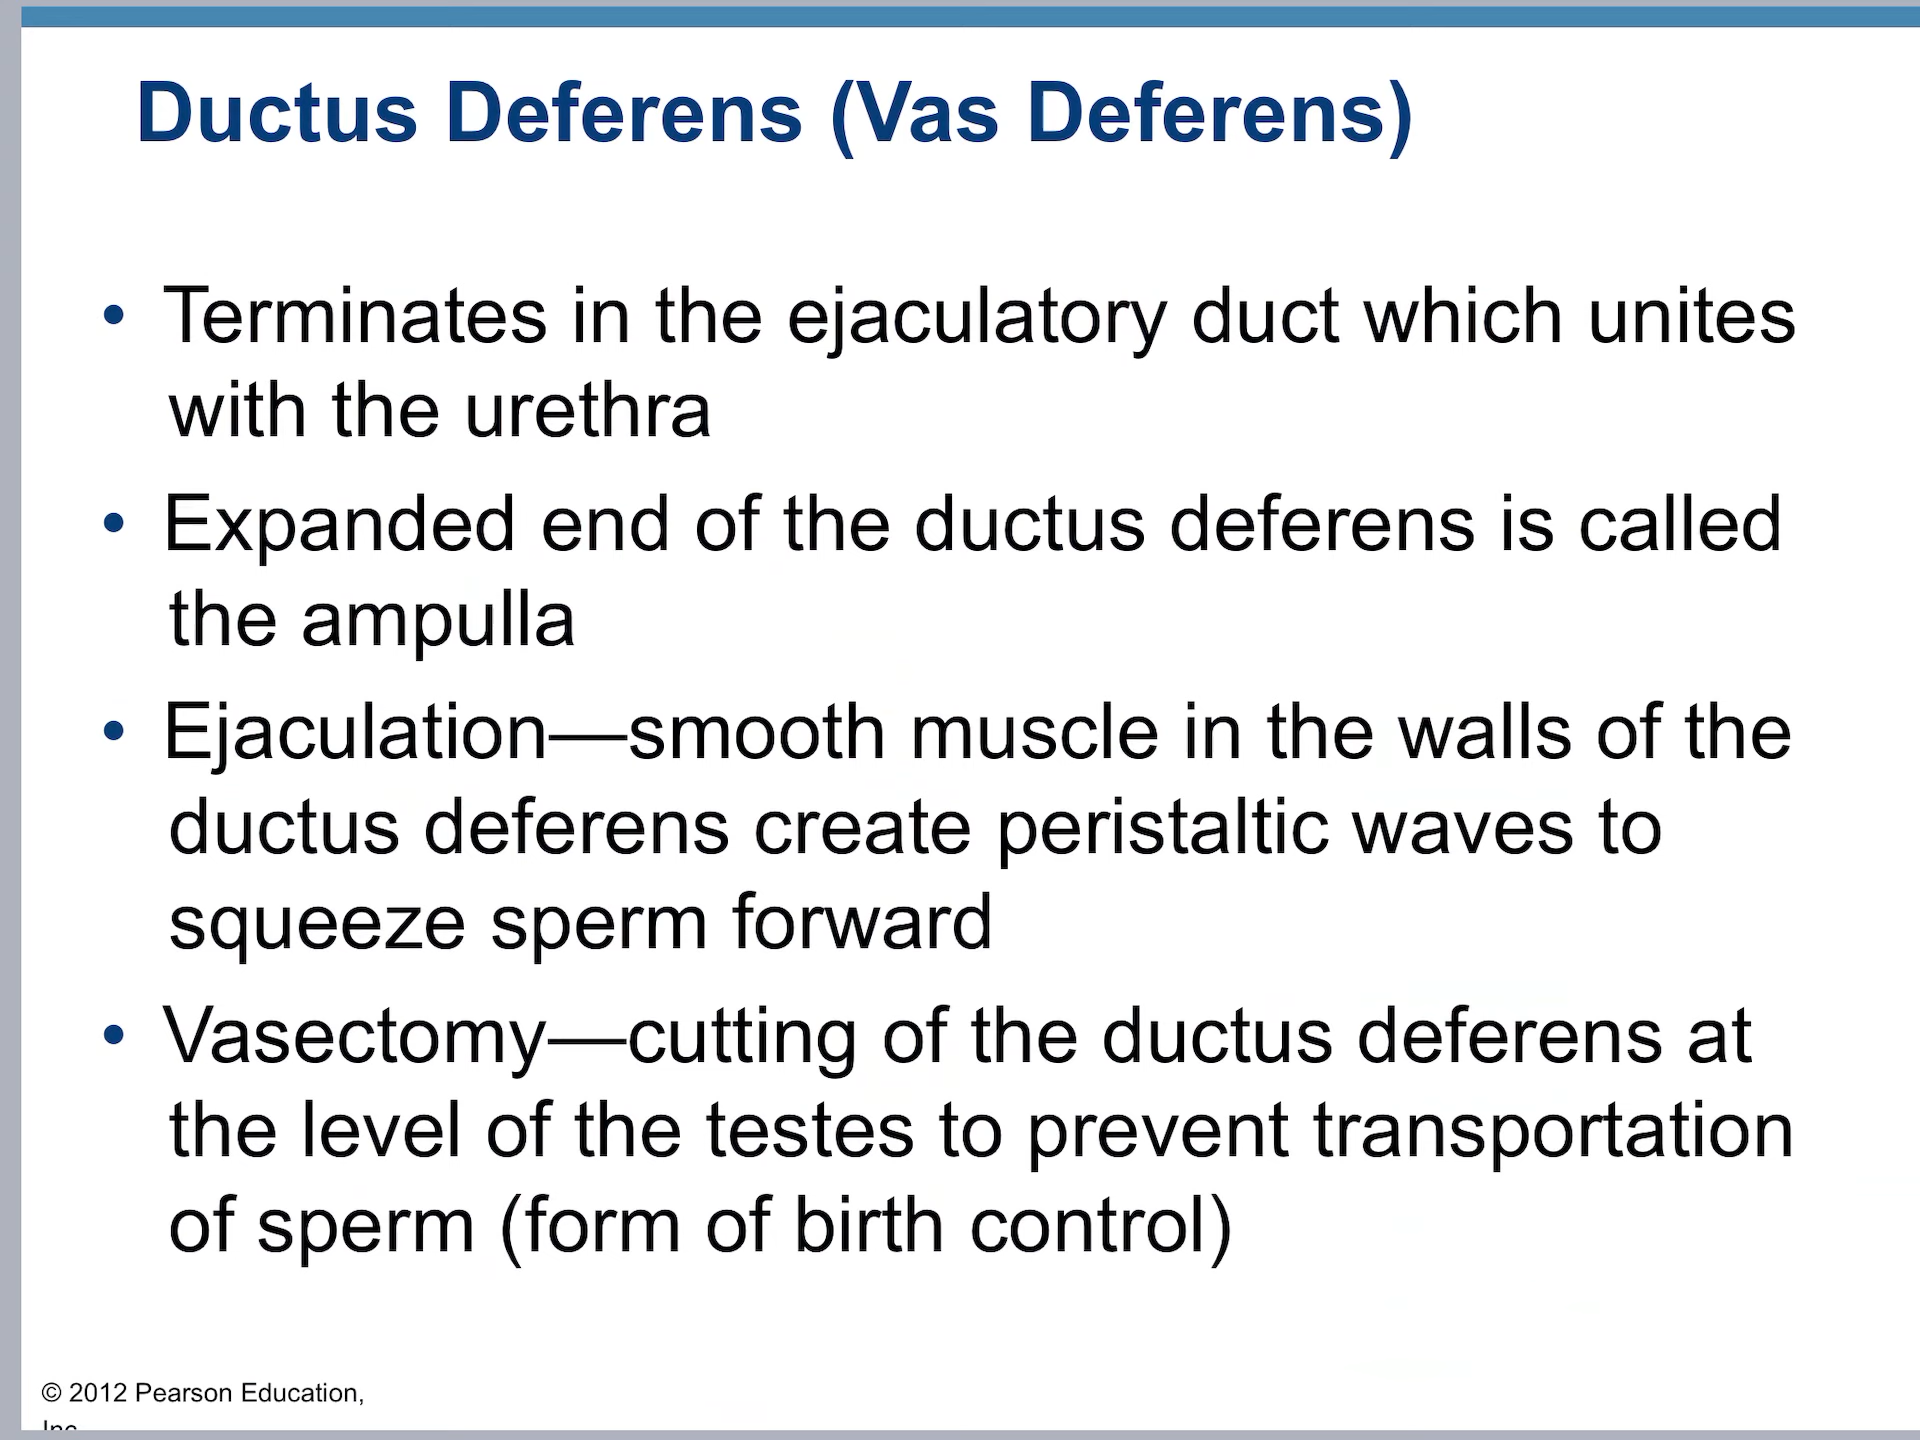 Ductus Deferens (Vas Deferens)
• Terminates in the ejaculatory duct which unites
with the urethra
• Expanded end of the ductus deferens is called
the ampulla
• Ejaculation—smooth muscle in the walls of the
ductus deferens create peristaltic waves to
squeeze sperm forward
• Vasectomy—cutting of the ductus deferens at
the level of the testes to prevent transportation
of sperm (form of birth control)
© 2012 Pearson Education,
Inc